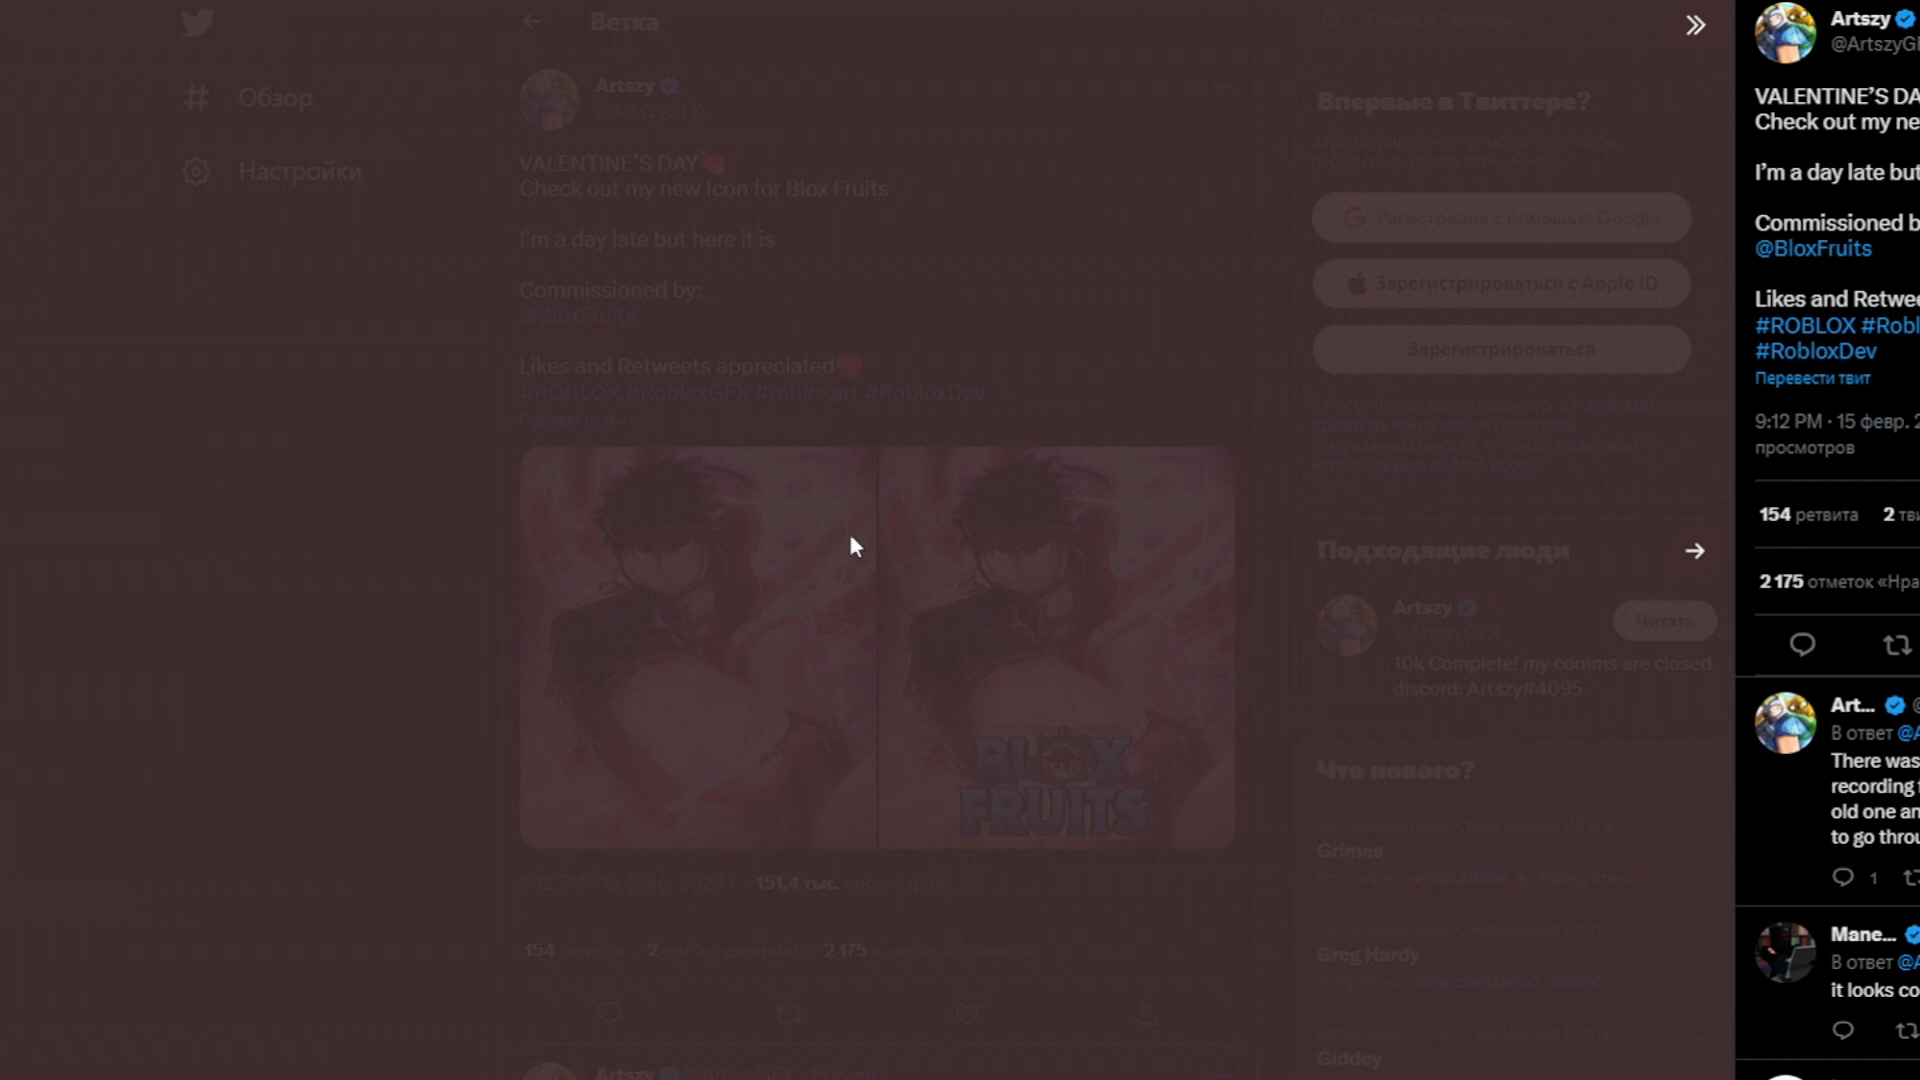 Ветка
Обзор
Настройки
Artszy
@ArtszyGFX
VALENTINE'S DAY
Check out my new Icon for Blox Fruits
I'm a day late but here it is
Commissioned by:
@BloxFruits
Likes and Retweets appreciated
#ROBLOX #RobloxGFX #robloxart #RobloxDev
Перевести твит
BLOX
FRUITS
9:12 PM · 15 февр. 2023 г. 151,4 тыс. просмотров
154 ретвита 2 твита с цитатами 2 175 отметок «Нравится»
Artszy @ArtszyGFX · 15 февр.
Поиск в Твиттере
Впервые в Твиттере?
Регистрация с помощью Google
Зарегистрироваться с Apple ID
Зарегистрироваться
Подходящие люди
Artszy
@ArtszyGFX
Читать
10k Complete! my comms are closed
discord: Artszy#4095
Что нового?
Grimes
Greg Hardy
Giddey
Artszy
@ArtszyG
VALENTINE'S DA
Check out my ne
I'm a day late but
Commissioned b
@BloxFruits
Likes and Retwee
#ROBLOX #Robl
#RobloxDev
Перевести твит
9:12 PM · 15 февр. 2
просмотров
154 ретвита 2 тви
2 175 отметок «Нра
Art...
В ответ @A
There was
recording
old one an
to go throu
1
Mane...
В ответ @A
it looks co